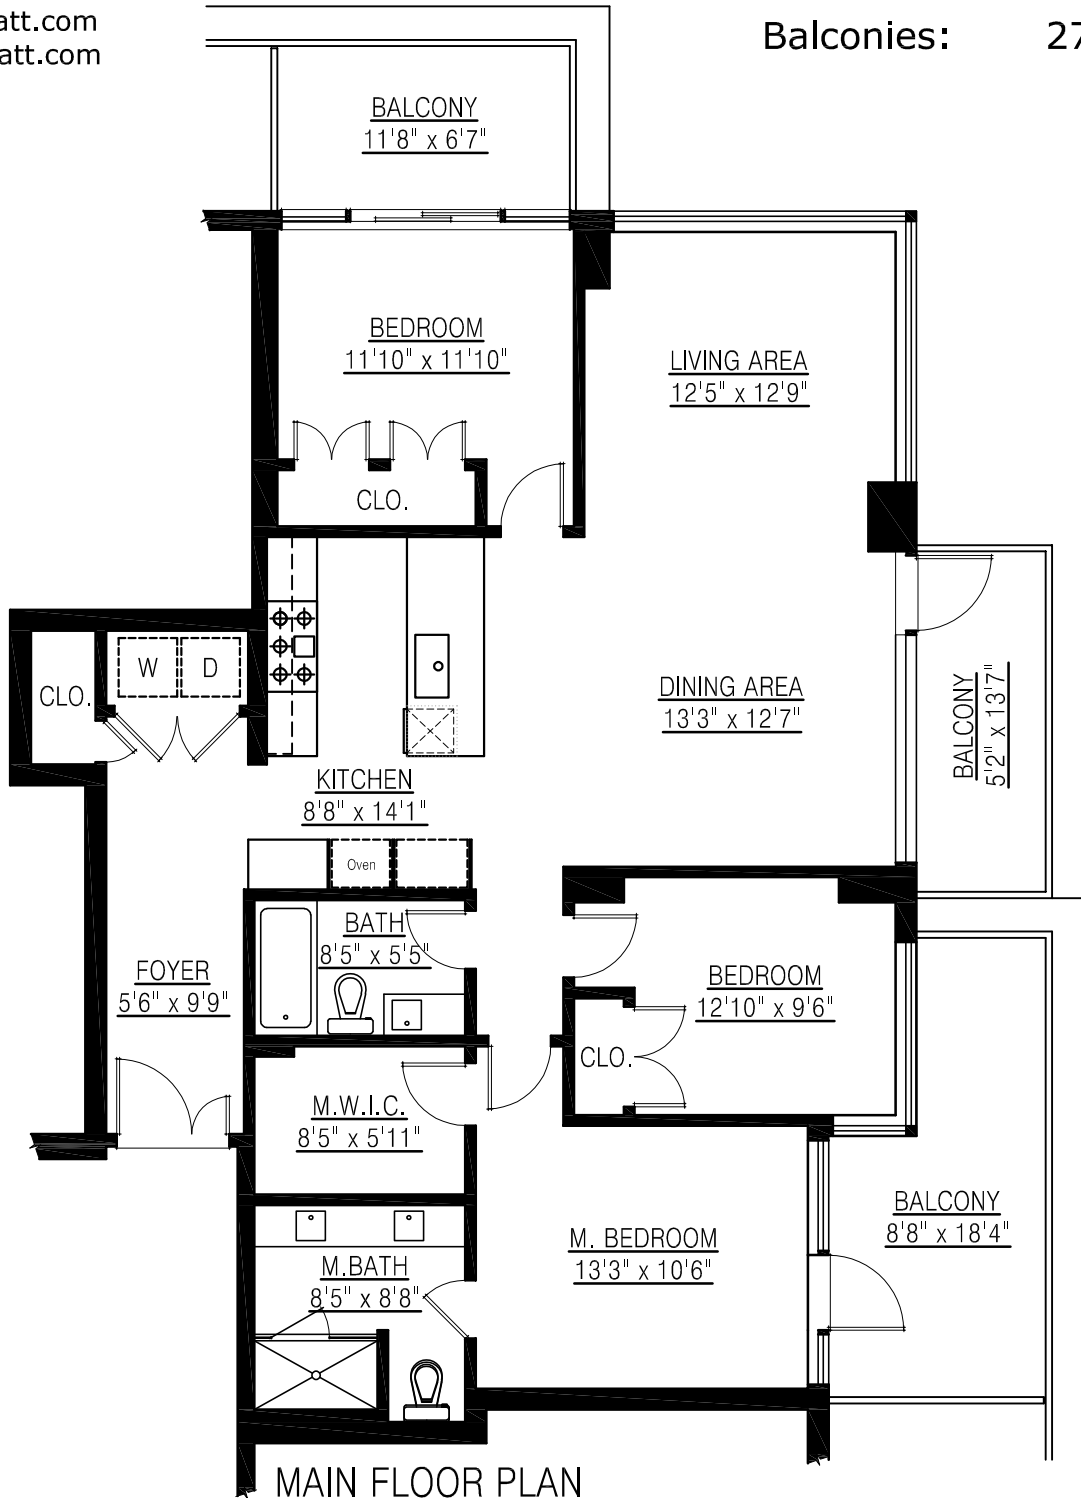 att.com
att.com
Balconies: 27
BALCONY
11'8" x 6'7"
BEDROOM
11'10" x 11'10"
LIVING AREA
12'5" x 12'9"
CLO.
W D
CLO.
DINING AREA
13'3" x 12'7"
BALCONY
5'2" x 13'7"
KITCHEN
8'8" x 14'1"
Oven
BATH
8'5" x 5'5"
FOYER
5'6" x 9'9"
BEDROOM
12'10" x 9'6"
CLO.
M.W.I.C.
8'5" x 5'11"
BALCONY
8'8" x 18'4"
M. BEDROOM
13'3" x 10'6"
M.BATH
8'5" x 8'8"
MAIN FLOOR PLAN